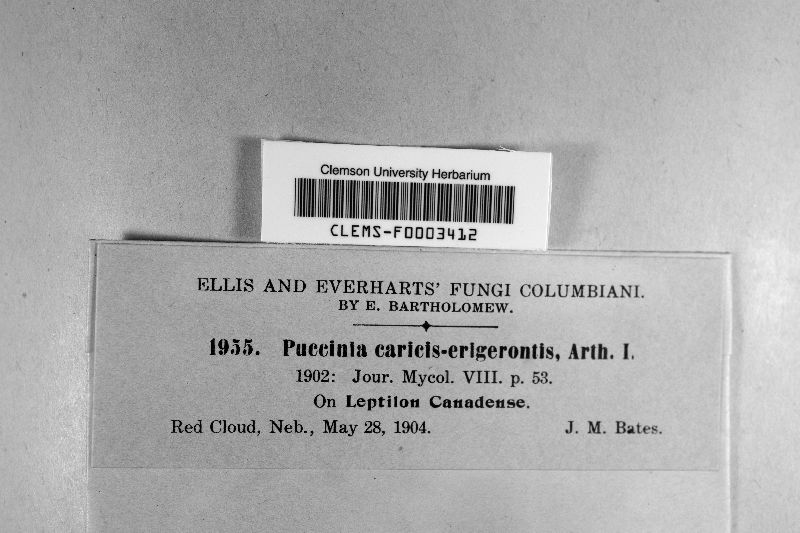 Clemson University Herbarium
CLEMS-F0003412
ELLIS AND EVERHARTS' FUNGI COLUMBIANI.
BY E. BARTHOLOMEW.
1955. Puccinia caricis-erigerontis, Arth. I.
1902: Jour. Mycol. VIII. p. 53.
On Leptilon Canadense.
Red Cloud, Neb., May 28, 1904. J. M. Bates.